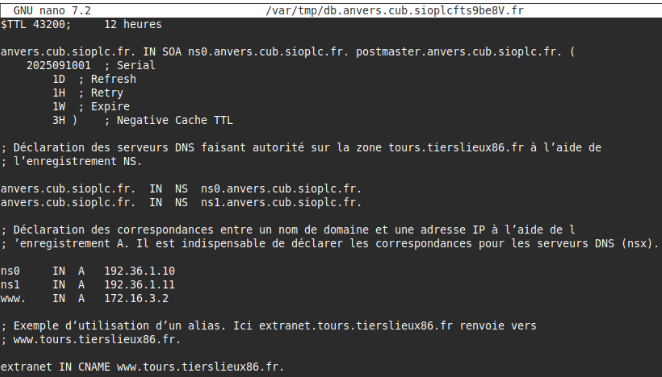 GNU nano 7.2 /var/tmp/db.anvers.cub.sioplcfts9be8V.fr
$TTL 43200; 12 heures
anvers.cub.sioplc.fr. IN SOA ns0.anvers.cub.sioplc.fr. postmaster.anvers.cub.sioplc.fr. (
2025091001 ; Serial
1D ; Refresh
1H ; Retry
1W ; Expire
3H ) ; Negative Cache TTL
; Déclaration des serveurs DNS faisant autorité sur la zone tours.tierslieux86.fr à l’aide de
; l’enregistrement NS.
anvers.cub.sioplc.fr. IN NS ns0.anvers.cub.sioplc.fr.
anvers.cub.sioplc.fr. IN NS ns1.anvers.cub.sioplc.fr.
; Déclaration des correspondances entre un nom de domaine et une adresse IP à l’aide de l
; ’enregistrement A. Il est indispensable de déclarer les correspondances pour les serveurs DNS (nsx).
ns0 IN A 192.36.1.10
ns1 IN A 192.36.1.11
www. IN A 172.16.3.2
; Exemple d’utilisation d’un alias. Ici extranet.tours.tierslieux86.fr renvoie vers
; www.tours.tierslieux86.fr.
extranet IN CNAME www.tours.tierslieux86.fr.